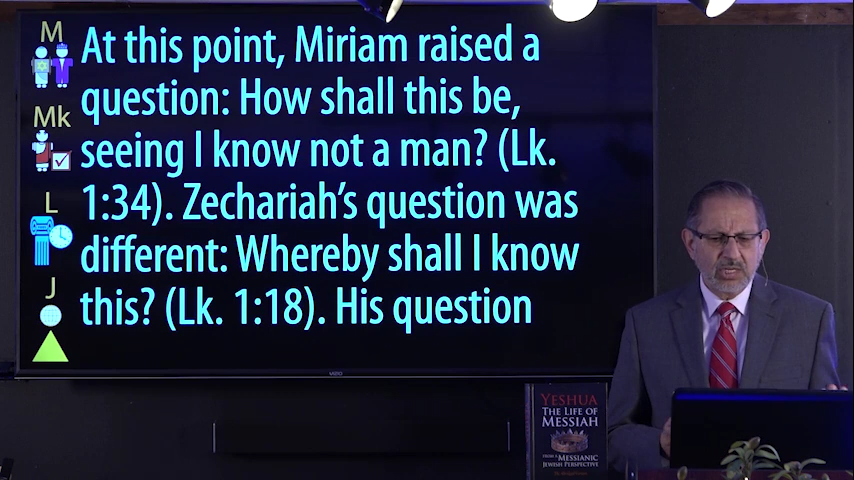 M
Mk
L
J
At this point, Miriam raised a
question: How shall this be,
seeing I know not a man? (Lk.
1:34). Zechariah’s question was
different: Whereby shall I know
this? (Lk. 1:18). His question
YESHUA
THE LIFE OF
MESSIAH
FROM A
MESSIANIC
JEWISH PERSPECTIVE